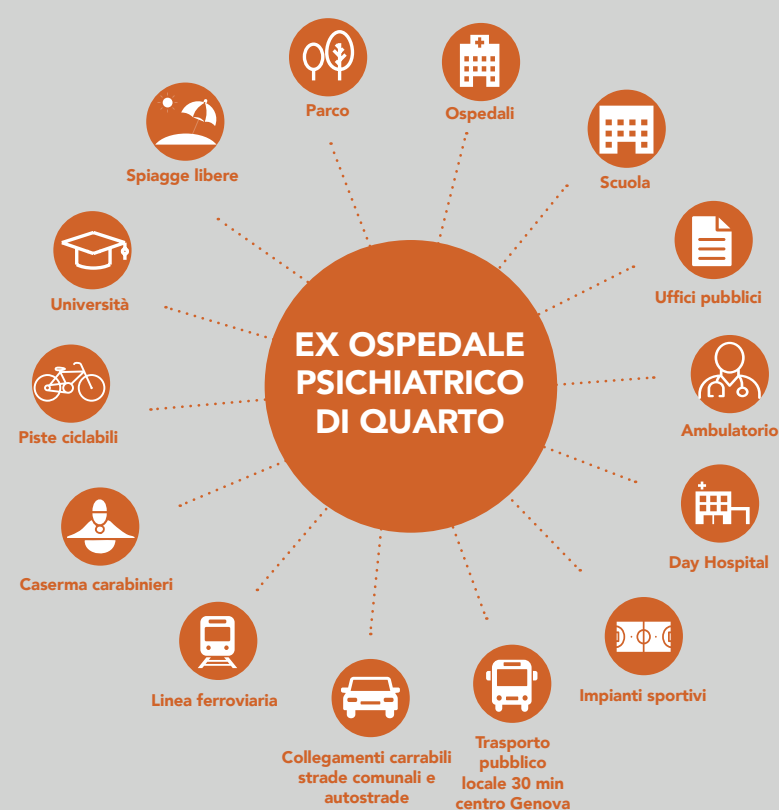 Parco
Ospedali
Scuola
Spiagge libere
Uffici pubblici
Università
EX OSPEDALE
PSICHIATRICO
DI QUARTO
Ambulatorio
Piste ciclabili
Day Hospital
Caserma carabinieri
Impianti sportivi
Linea ferroviaria
Collegamenti carrabili
strade comunali e
autostrade
Trasporto
pubblico
locale 30 min
centro Genova